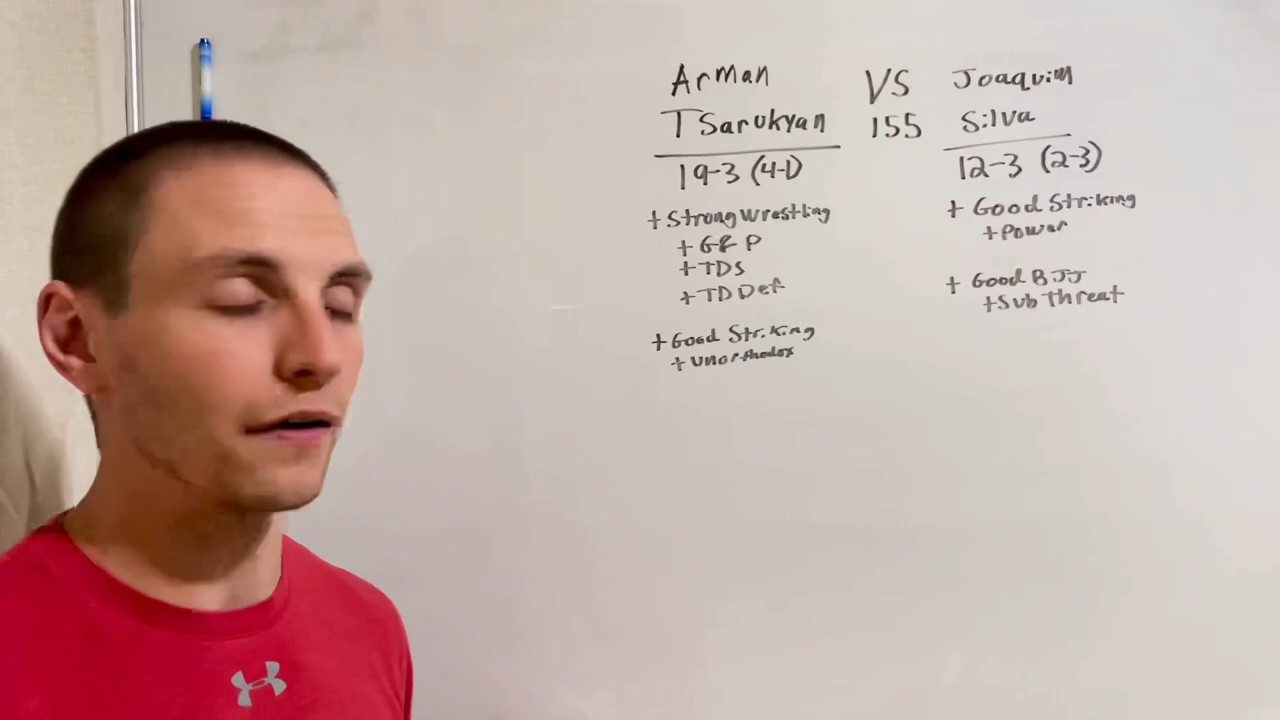 Arman
Tsarukyan
19-3 (4-1)
+ Strong Wrestling
+ G&P
+ TDS
+ TD Def
+ Good Striking
+ Unorthodox
VS
155
Joaquim
Silva
12-3 (2-3)
+ Good Striking
+ Power
+ Good BJJ
+ Sub Threat